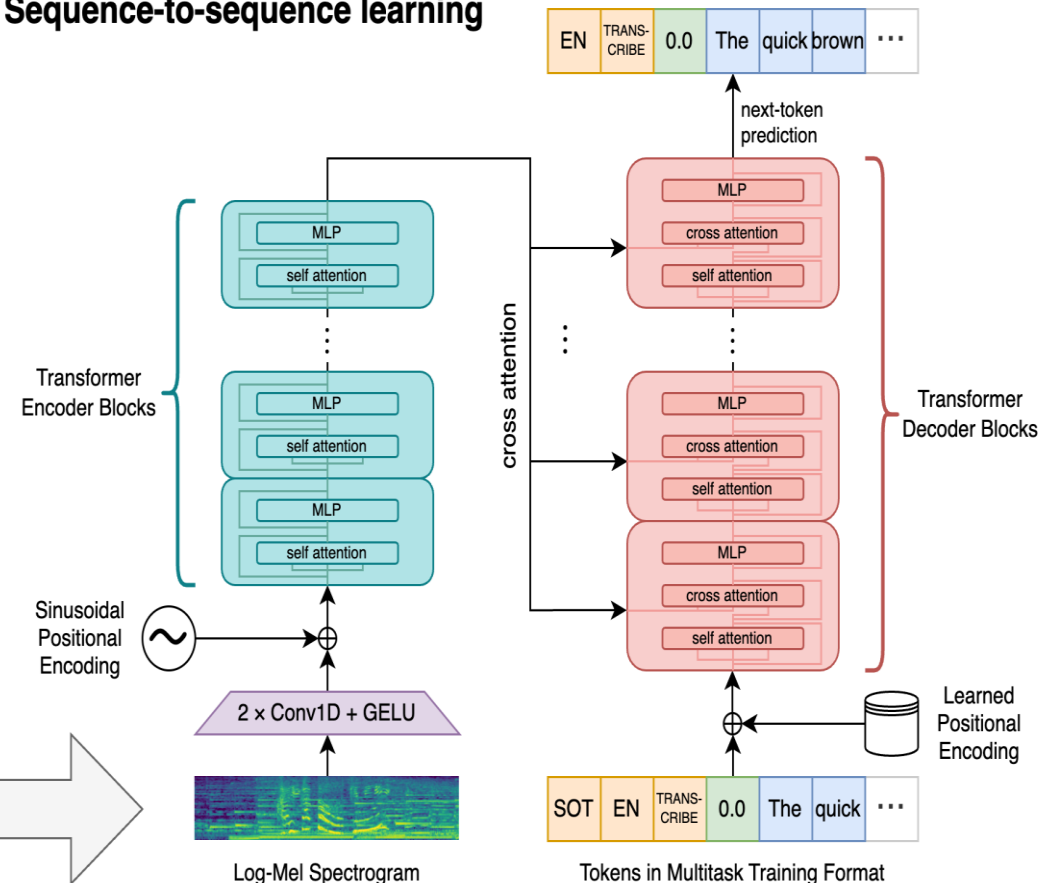 Sequence-to-sequence learning
EN TRANS-CRIBE 0.0 The quick brown ...
next-token
prediction
MLP
cross attention
self attention
MLP
self attention
cross attention
Transformer
Encoder Blocks
MLP
self attention
MLP
self attention
MLP
cross attention
self attention
MLP
cross attention
self attention
Transformer
Decoder Blocks
Sinusoidal
Positional
Encoding
2 × Conv1D + GELU
Learned
Positional
Encoding
SOT EN TRANS-CRIBE 0.0 The quick ...
Log-Mel Spectrogram
Tokens in Multitask Training Format